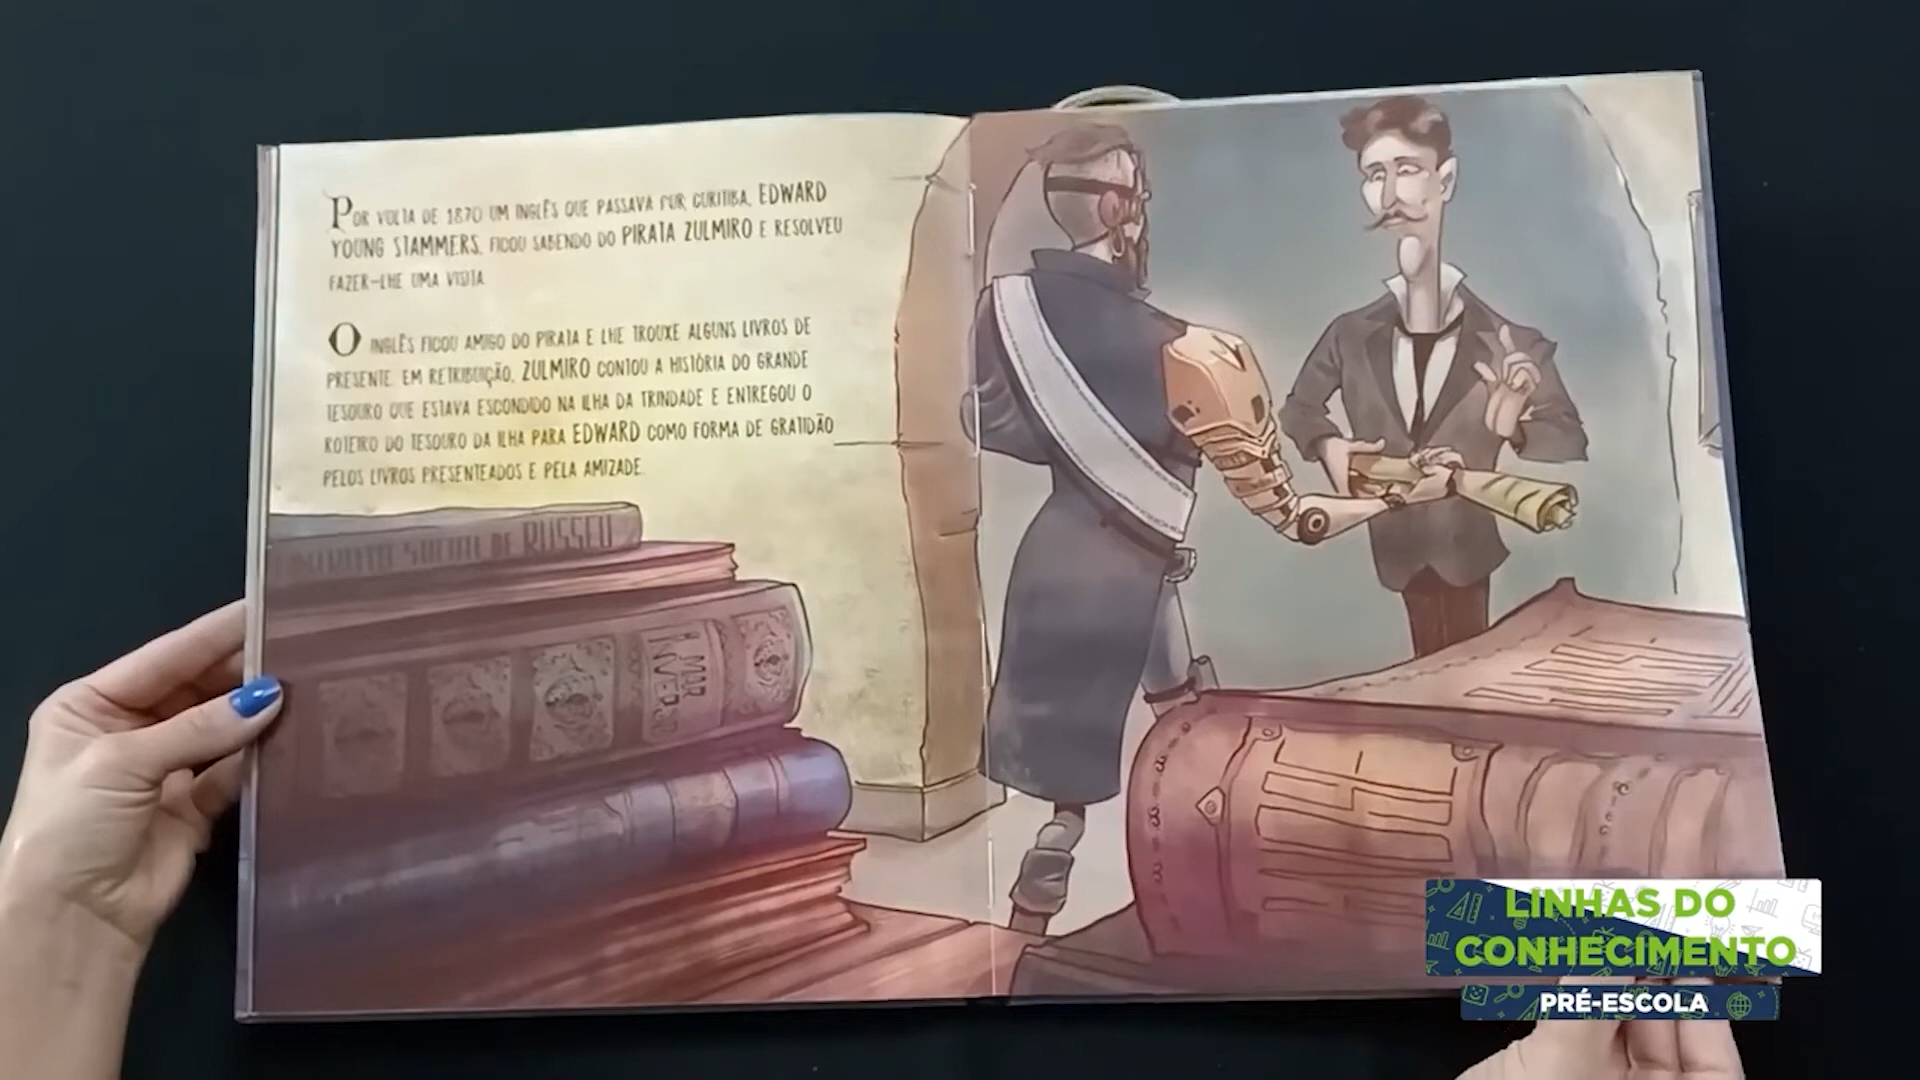 POR VOLTA DE 1870 UM INGLÊS QUE PASSAVA POR CURITIBA, EDWARD
YOUNG STAMMERS, FICOU SABENDO DO PIRATA ZULMIRO E RESOLVEU
FAZER-LHE UMA VISITA.
O INGLÊS FICOU AMIGO DO PIRATA E LHE TROUXE ALGUNS LIVROS DE
PRESENTE. EM RETRIBUIÇÃO, ZULMIRO CONTOU A HISTÓRIA DO GRANDE
TESOURO QUE ESTAVA ESCONDIDO NA ILHA DA TRINDADE E ENTREGOU O
ROTEIRO DO TESOURO DA ILHA PARA EDWARD COMO FORMA DE GRATIDÃO
PELOS LIVROS PRESENTEADOS E PELA AMIZADE.
SOCIAL DE RUSSEU
MAR
LINHAS DO
CONHECIMENTO
PRÉ-ESCOLA